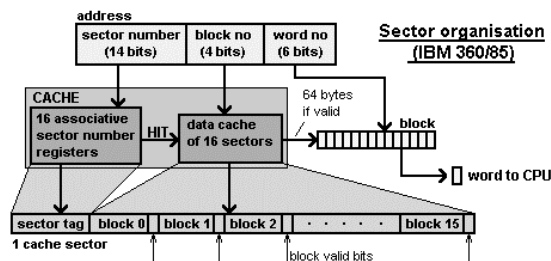 address
sector number
(14 bits)
block no
(4 bits)
word no
(6 bits)
Sector organisation
(IBM 360/85)
CACHE
16 associative
sector number
registers
HIT
data cache
of 16 sectors
64 bytes
if valid
block
word to CPU
sector tag
block 0
block 1
block 2
. . . . .
block 15
1 cache sector
block valid bits